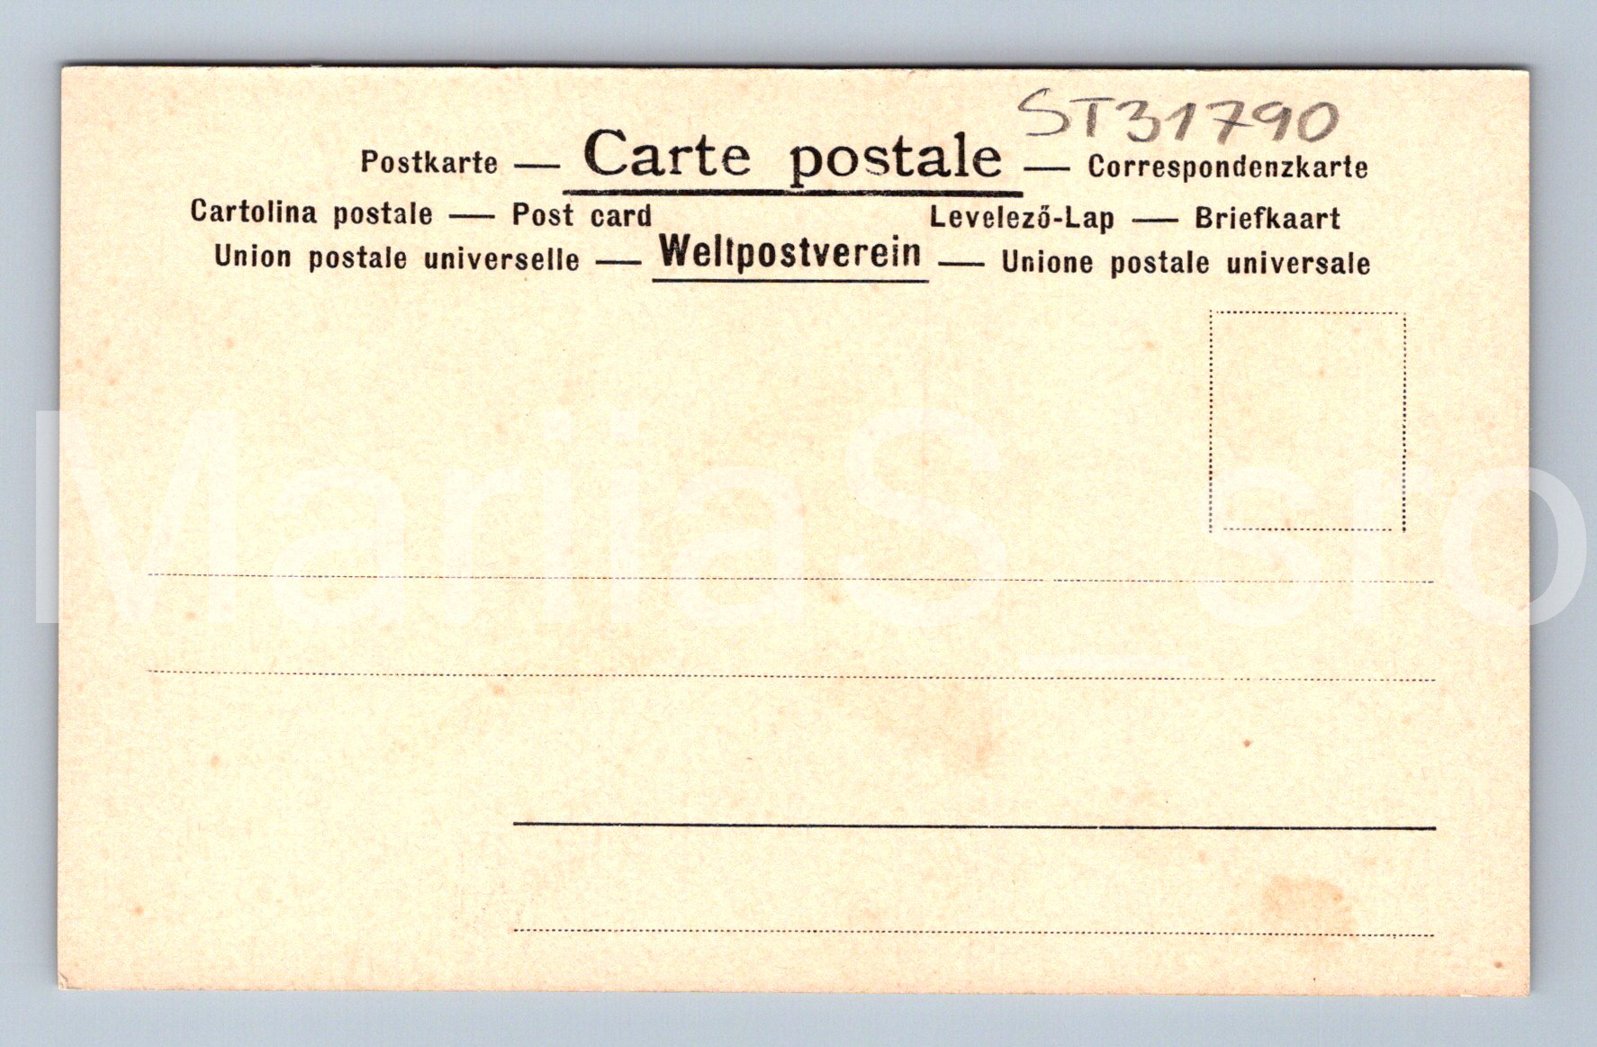 ST31790
Postkarte — Carte postale — Correspondenzkarte
Cartolina postale — Post card Levelező-Lap — Briefkaart
Union postale universelle — Weltpostverein — Unione postale universale
MariiaS_sro